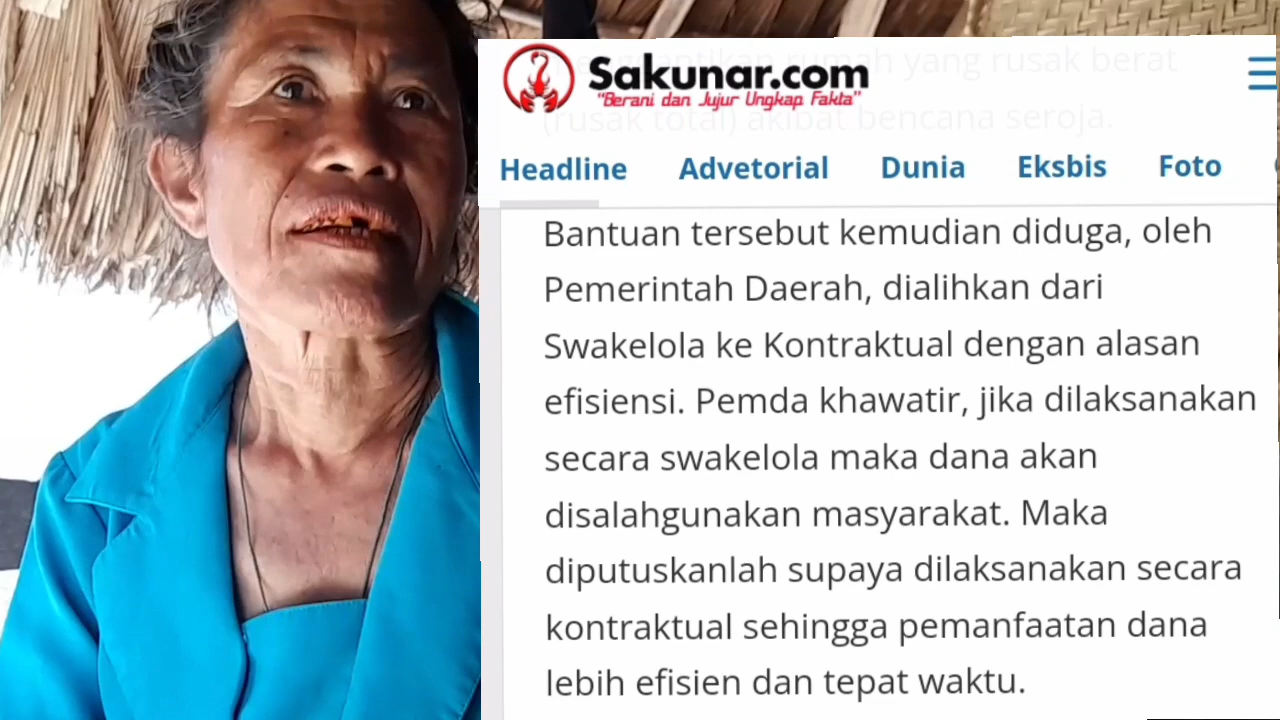 Sakunar.com
"Berani dan Jujur Ungkap Fakta"
rumah yang rusak berat
(rusak total) akibat bencana seroja.
Headline Advetorial Dunia Eksbis Foto
Bantuan tersebut kemudian diduga, oleh
Pemerintah Daerah, dialihkan dari
Swakelola ke Kontraktual dengan alasan
efisiensi. Pemda khawatir, jika dilaksanakan
secara swakelola maka dana akan
disalahgunakan masyarakat. Maka
diputuskanlah supaya dilaksanakan secara
kontraktual sehingga pemanfaatan dana
lebih efisien dan tepat waktu.